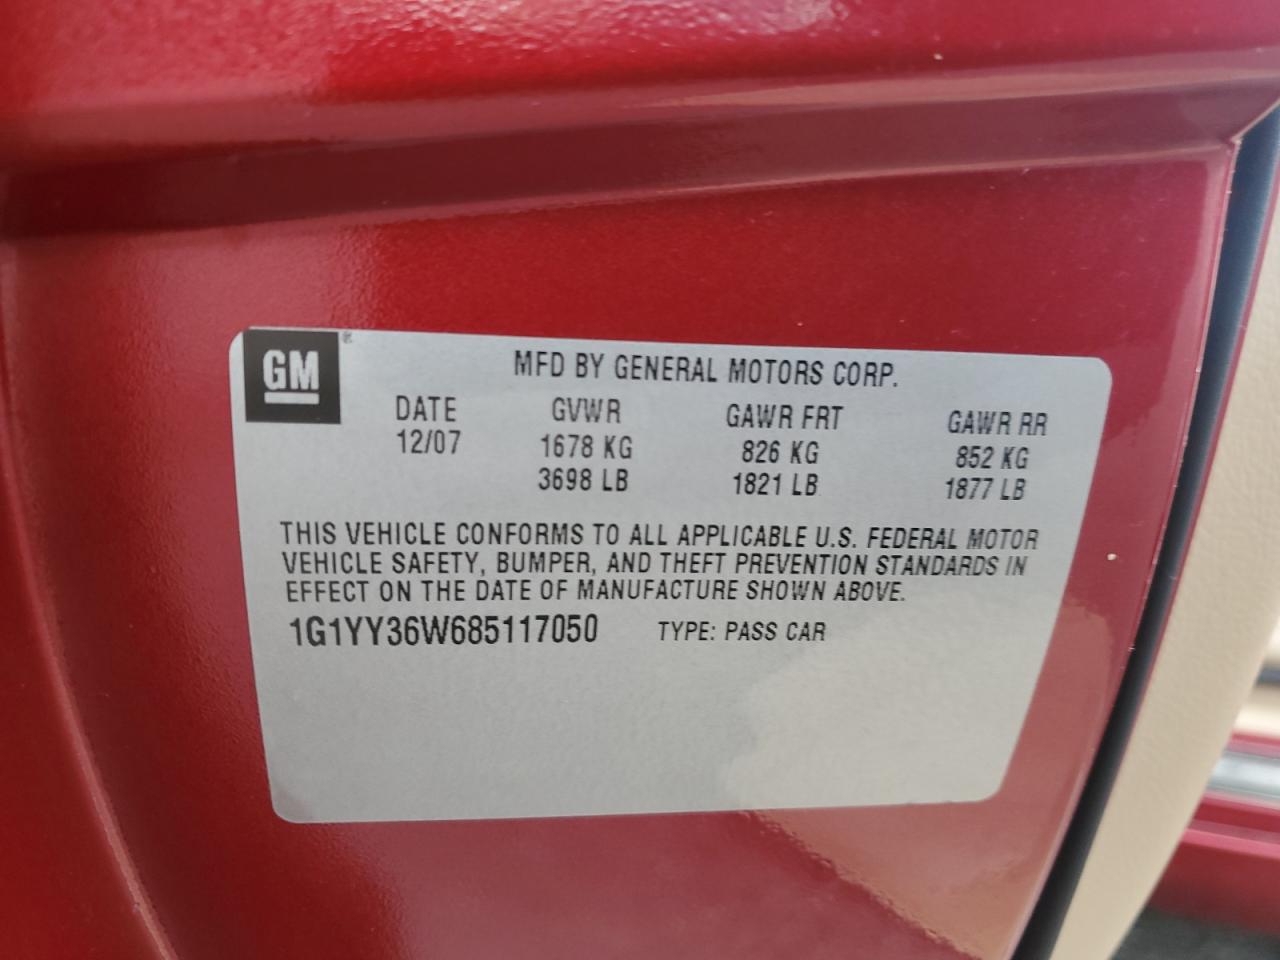 GM
MFD BY GENERAL MOTORS CORP.
DATE GVWR GAWR FRT GAWR RR
12/07 1678 KG 826 KG 852 KG
3698 LB 1821 LB 1877 LB
THIS VEHICLE CONFORMS TO ALL APPLICABLE U.S. FEDERAL MOTOR
VEHICLE SAFETY, BUMPER, AND THEFT PREVENTION STANDARDS IN
EFFECT ON THE DATE OF MANUFACTURE SHOWN ABOVE.
1G1YY36W685117050 TYPE: PASS CAR